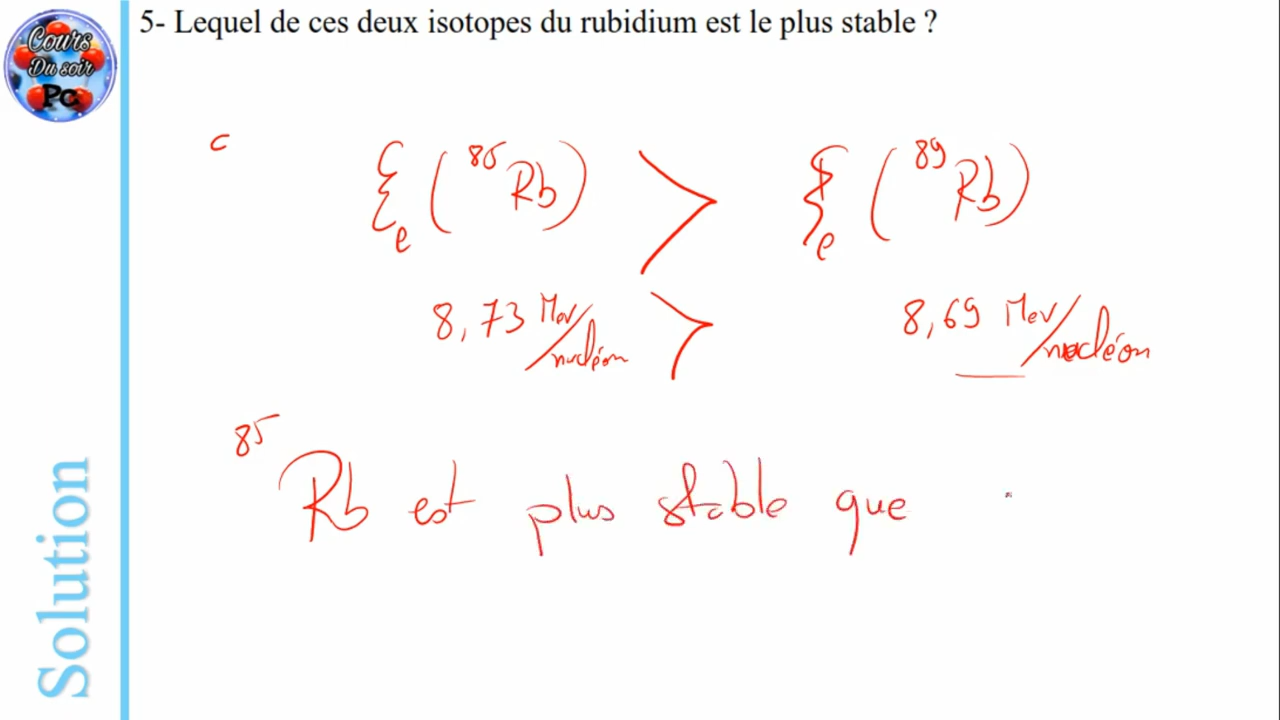 5- Lequel de ces deux isotopes du rubidium est le plus stable ?
Cours
Du soir
PC
c
ξe (85Rb) > ξe (89Rb)
8,73 Mev/nucléon > 8,69 Mev/nucléon
85Rb est plus stable que
Solution